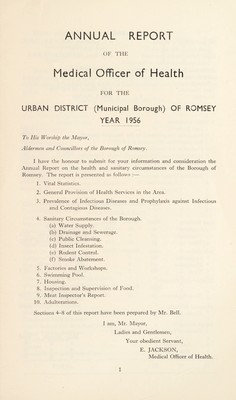 ANNUAL REPORT
OF THE
Medical Officer of Health
FOR THE
URBAN DISTRICT (Municipal Borough) OF ROMSEY
YEAR 1956
To His Worship the Mayor,
Aldermen and Councillors of the Borough of Romsey.
I have the honour to submit for your information and consideration the
Annual Report on the health and sanitary circumstances of the Borough of
Romsey. The report is presented as follows :—
1. Vital Statistics.
2. General Provision of Health Services in the Area.
3. Prevalence of Infectious Diseases and Prophylaxis against Infectious
and Contagious Diseases.
4. Sanitary Circumstances of the Borough.
(a) Water Supply.
(b) Drainage and Sewerage.
(c) Public Cleansing.
(d) Insect Infestation.
(e) Rodent Control.
(f) Smoke Abatement.
5. Factories and Workshops.
6. Swimming Pool.
7. Housing.
8. Inspection and Supervision of Food.
9. Meat Inspector's Report.
10. Adulterations.
Sections 4-8 of this report have been prepared by Mr. Bell.
I am, Mr. Mayor,
Ladies and Gentlemen,
Your obedient Servant,
E. JACKSON,
Medical Officer of Health.
1